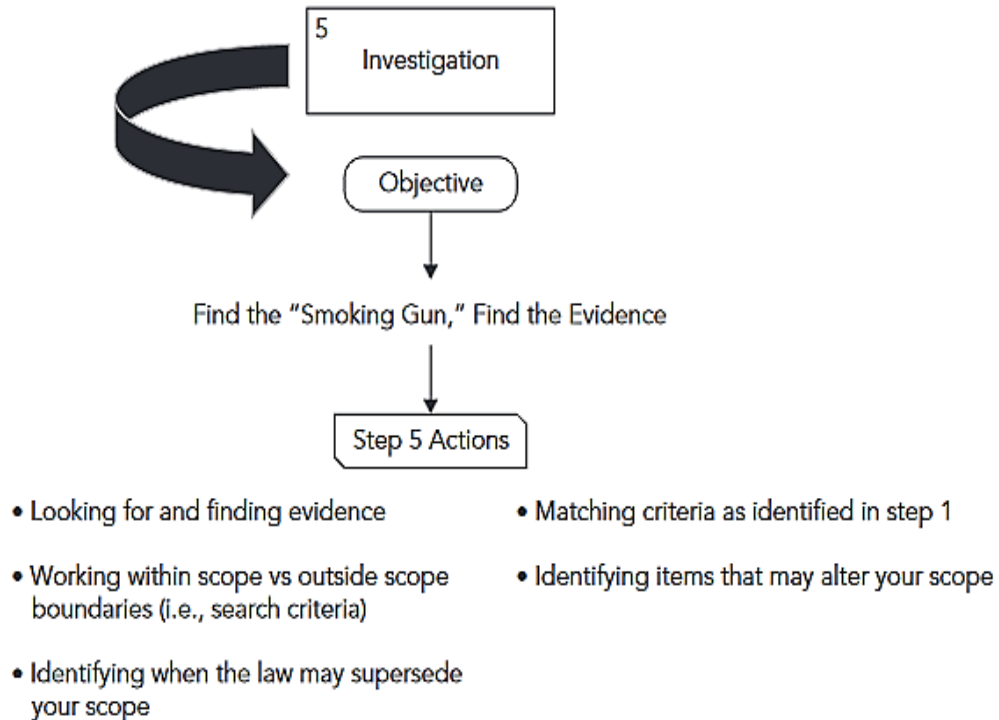 5
Investigation
Objective
Find the “Smoking Gun,” Find the Evidence
Step 5 Actions
• Looking for and finding evidence
• Working within scope vs outside scope
boundaries (i.e., search criteria)
• Identifying when the law may supersede
your scope
• Matching criteria as identified in step 1
• Identifying items that may alter your scope